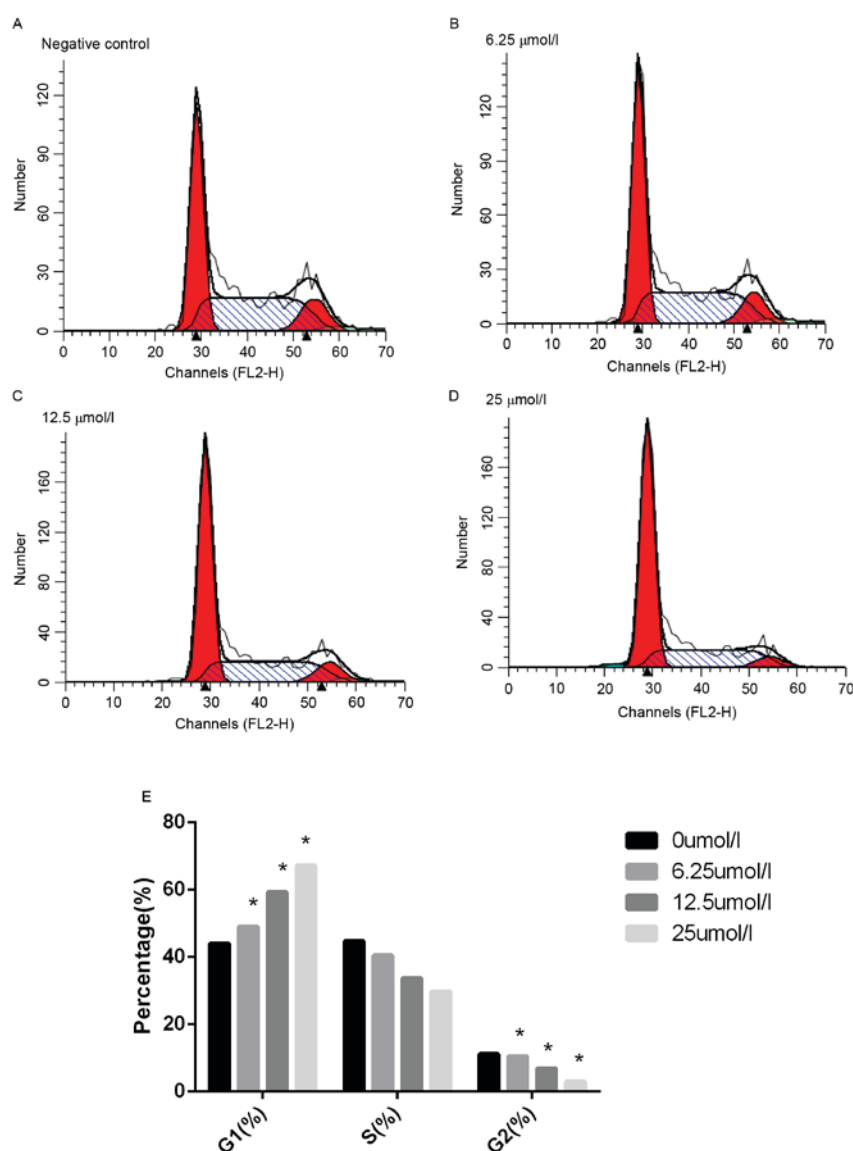 A
Negative control
120
90
60
30
0
Number
0 10 20 30 40 50 60 70
Channels (FL2-H)
B
6.25 μmol/l
120
90
60
30
0
Number
0 10 20 30 40 50 60 70
Channels (FL2-H)
C
12.5 μmol/l
160
120
80
40
0
Number
0 10 20 30 40 50 60 70
Channels (FL2-H)
D
25 μmol/l
160
120
80
40
0
Number
0 10 20 30 40 50 60 70
Channels (FL2-H)
E
80
60
40
20
0
Percentage(%)
* * *
* * *
G1(%) S(%) G2(%)
0umol/l
6.25umol/l
12.5umol/l
25umol/l